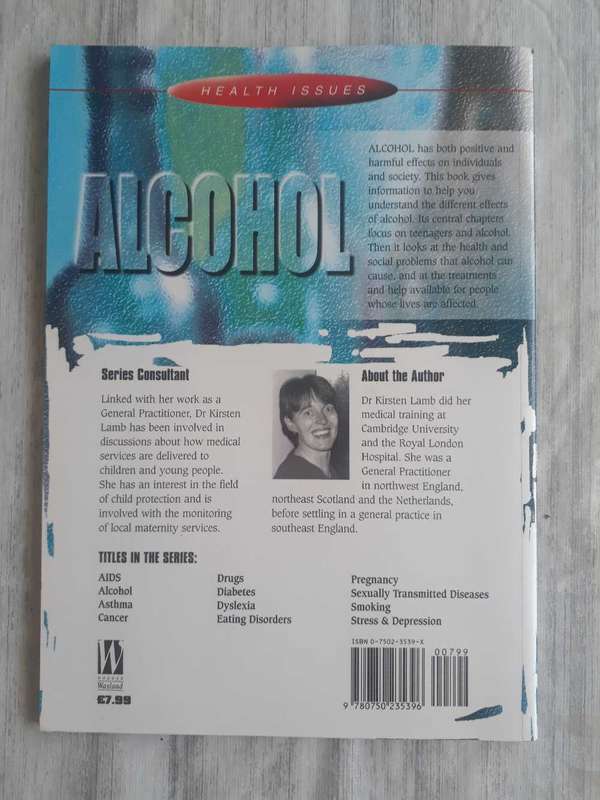 HEALTH ISSUES
ALCOHOL
ALCOHOL has both positive and
harmful effects on individuals
and society. This book gives
information to help you
understand the different effects
of alcohol. Its central chapters
focus on teenagers and alcohol.
Then it looks at the health and
social problems that alcohol can
cause, and at the treatments
and help available for people
whose lives are affected.
Series Consultant
Linked with her work as a
General Practitioner, Dr Kirsten
Lamb has been involved in
discussions about how medical
services are delivered to
children and young people.
She has an interest in the field
of child protection and is
involved with the monitoring
of local maternity services.
About the Author
Dr Kirsten Lamb did her
medical training at
Cambridge University
and the Royal London
Hospital. She was a
General Practitioner
in northwest England,
northeast Scotland and the Netherlands,
before settling in a general practice in
southeast England.
TITLES IN THE SERIES:
AIDS
Alcohol
Asthma
Cancer
Drugs
Diabetes
Dyslexia
Eating Disorders
Pregnancy
Sexually Transmitted Diseases
Smoking
Stress & Depression
W
HODDER
Wayland
£7.99
ISBN 0-7502-3539-X
00799
9 780750 235396